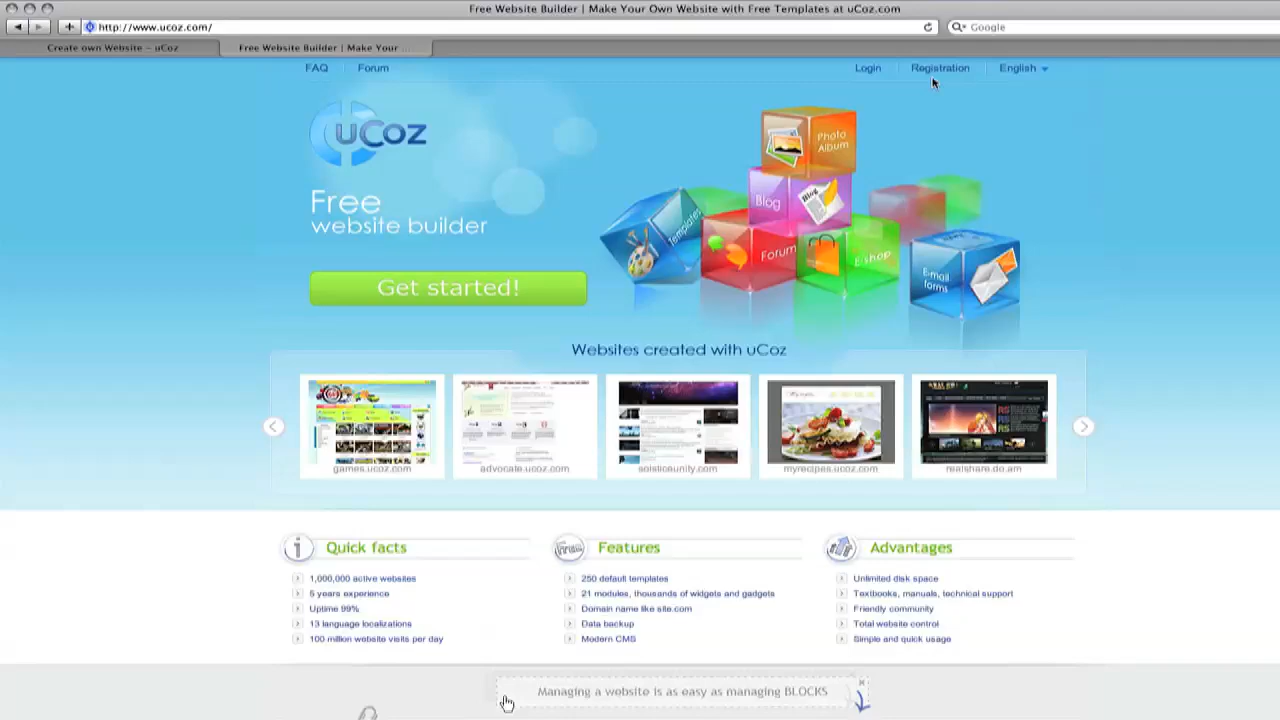 Free Website Builder | Make Your Own Website with Free Templates at uCoz.com
http://www.ucoz.com/
Google
Create own Website – uCoz
Free Website Builder | Make Your ...
FAQ
Forum
Login
Registration
English
uCoz
Free
website builder
Get started!
Photo Album
Blog
Blog
Templates
Forum
E-shop
E-mail forms
Websites created with uCoz
games.ucoz.com
advocate.ucoz.com
solsticeunity.com
myrecipes.ucoz.com
realshare.do.am
Quick facts
1,000,000 active websites
5 years experience
Uptime 99%
13 language localizations
100 million website visits per day
Features
250 default templates
21 modules, thousands of widgets and gadgets
Domain name like site.com
Data backup
Modern CMS
Advantages
Unlimited disk space
Textbooks, manuals, technical support
Friendly community
Total website control
Simple and quick usage
Managing a website is as easy as managing BLOCKS